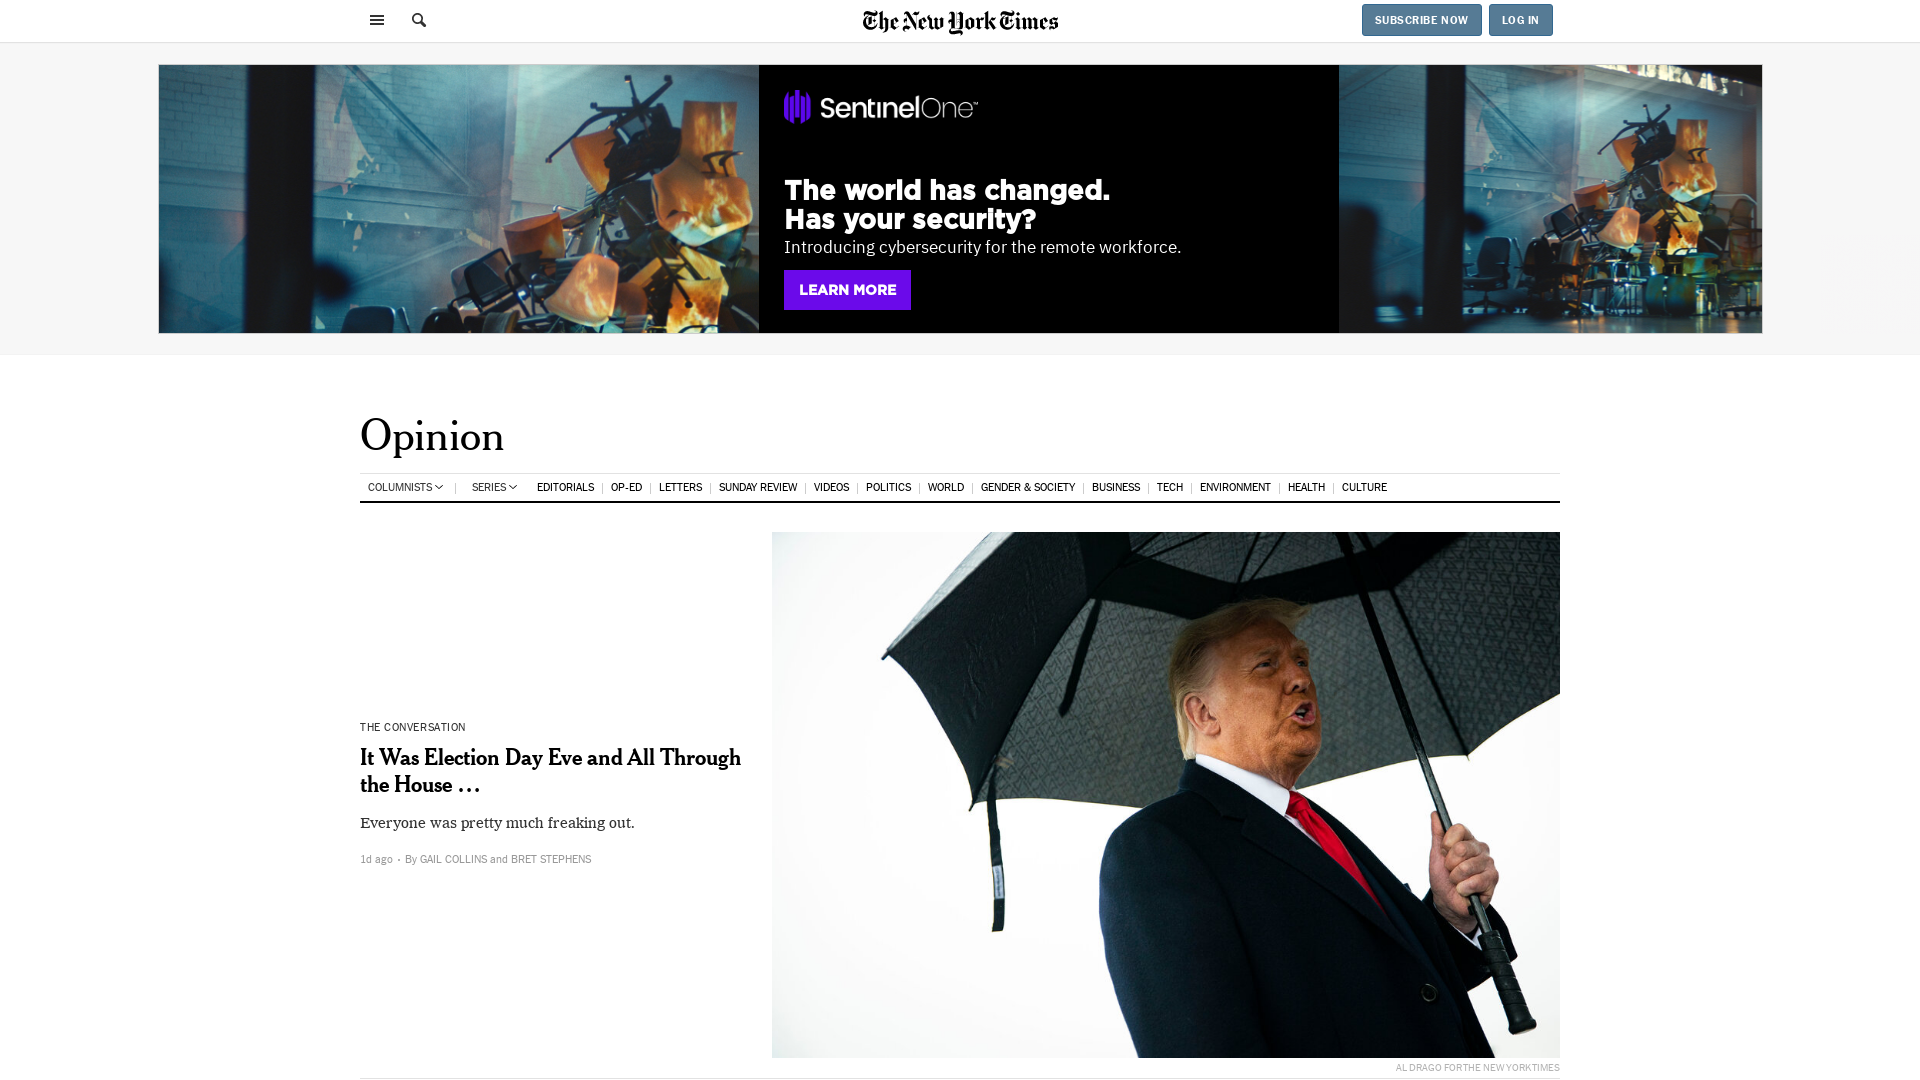 The New York Times
SUBSCRIBE NOW
LOG IN
SentinelOne™
The world has changed.
Has your security?
Introducing cybersecurity for the remote workforce.
LEARN MORE
Opinion
COLUMNISTS SERIES EDITORIALS OP-ED LETTERS SUNDAY REVIEW VIDEOS POLITICS WORLD GENDER & SOCIETY BUSINESS TECH ENVIRONMENT HEALTH CULTURE
THE CONVERSATION
It Was Election Day Eve and All Through
the House …
Everyone was pretty much freaking out.
1d ago • By GAIL COLLINS and BRET STEPHENS
AL DRAGO FOR THE NEW YORK TIMES